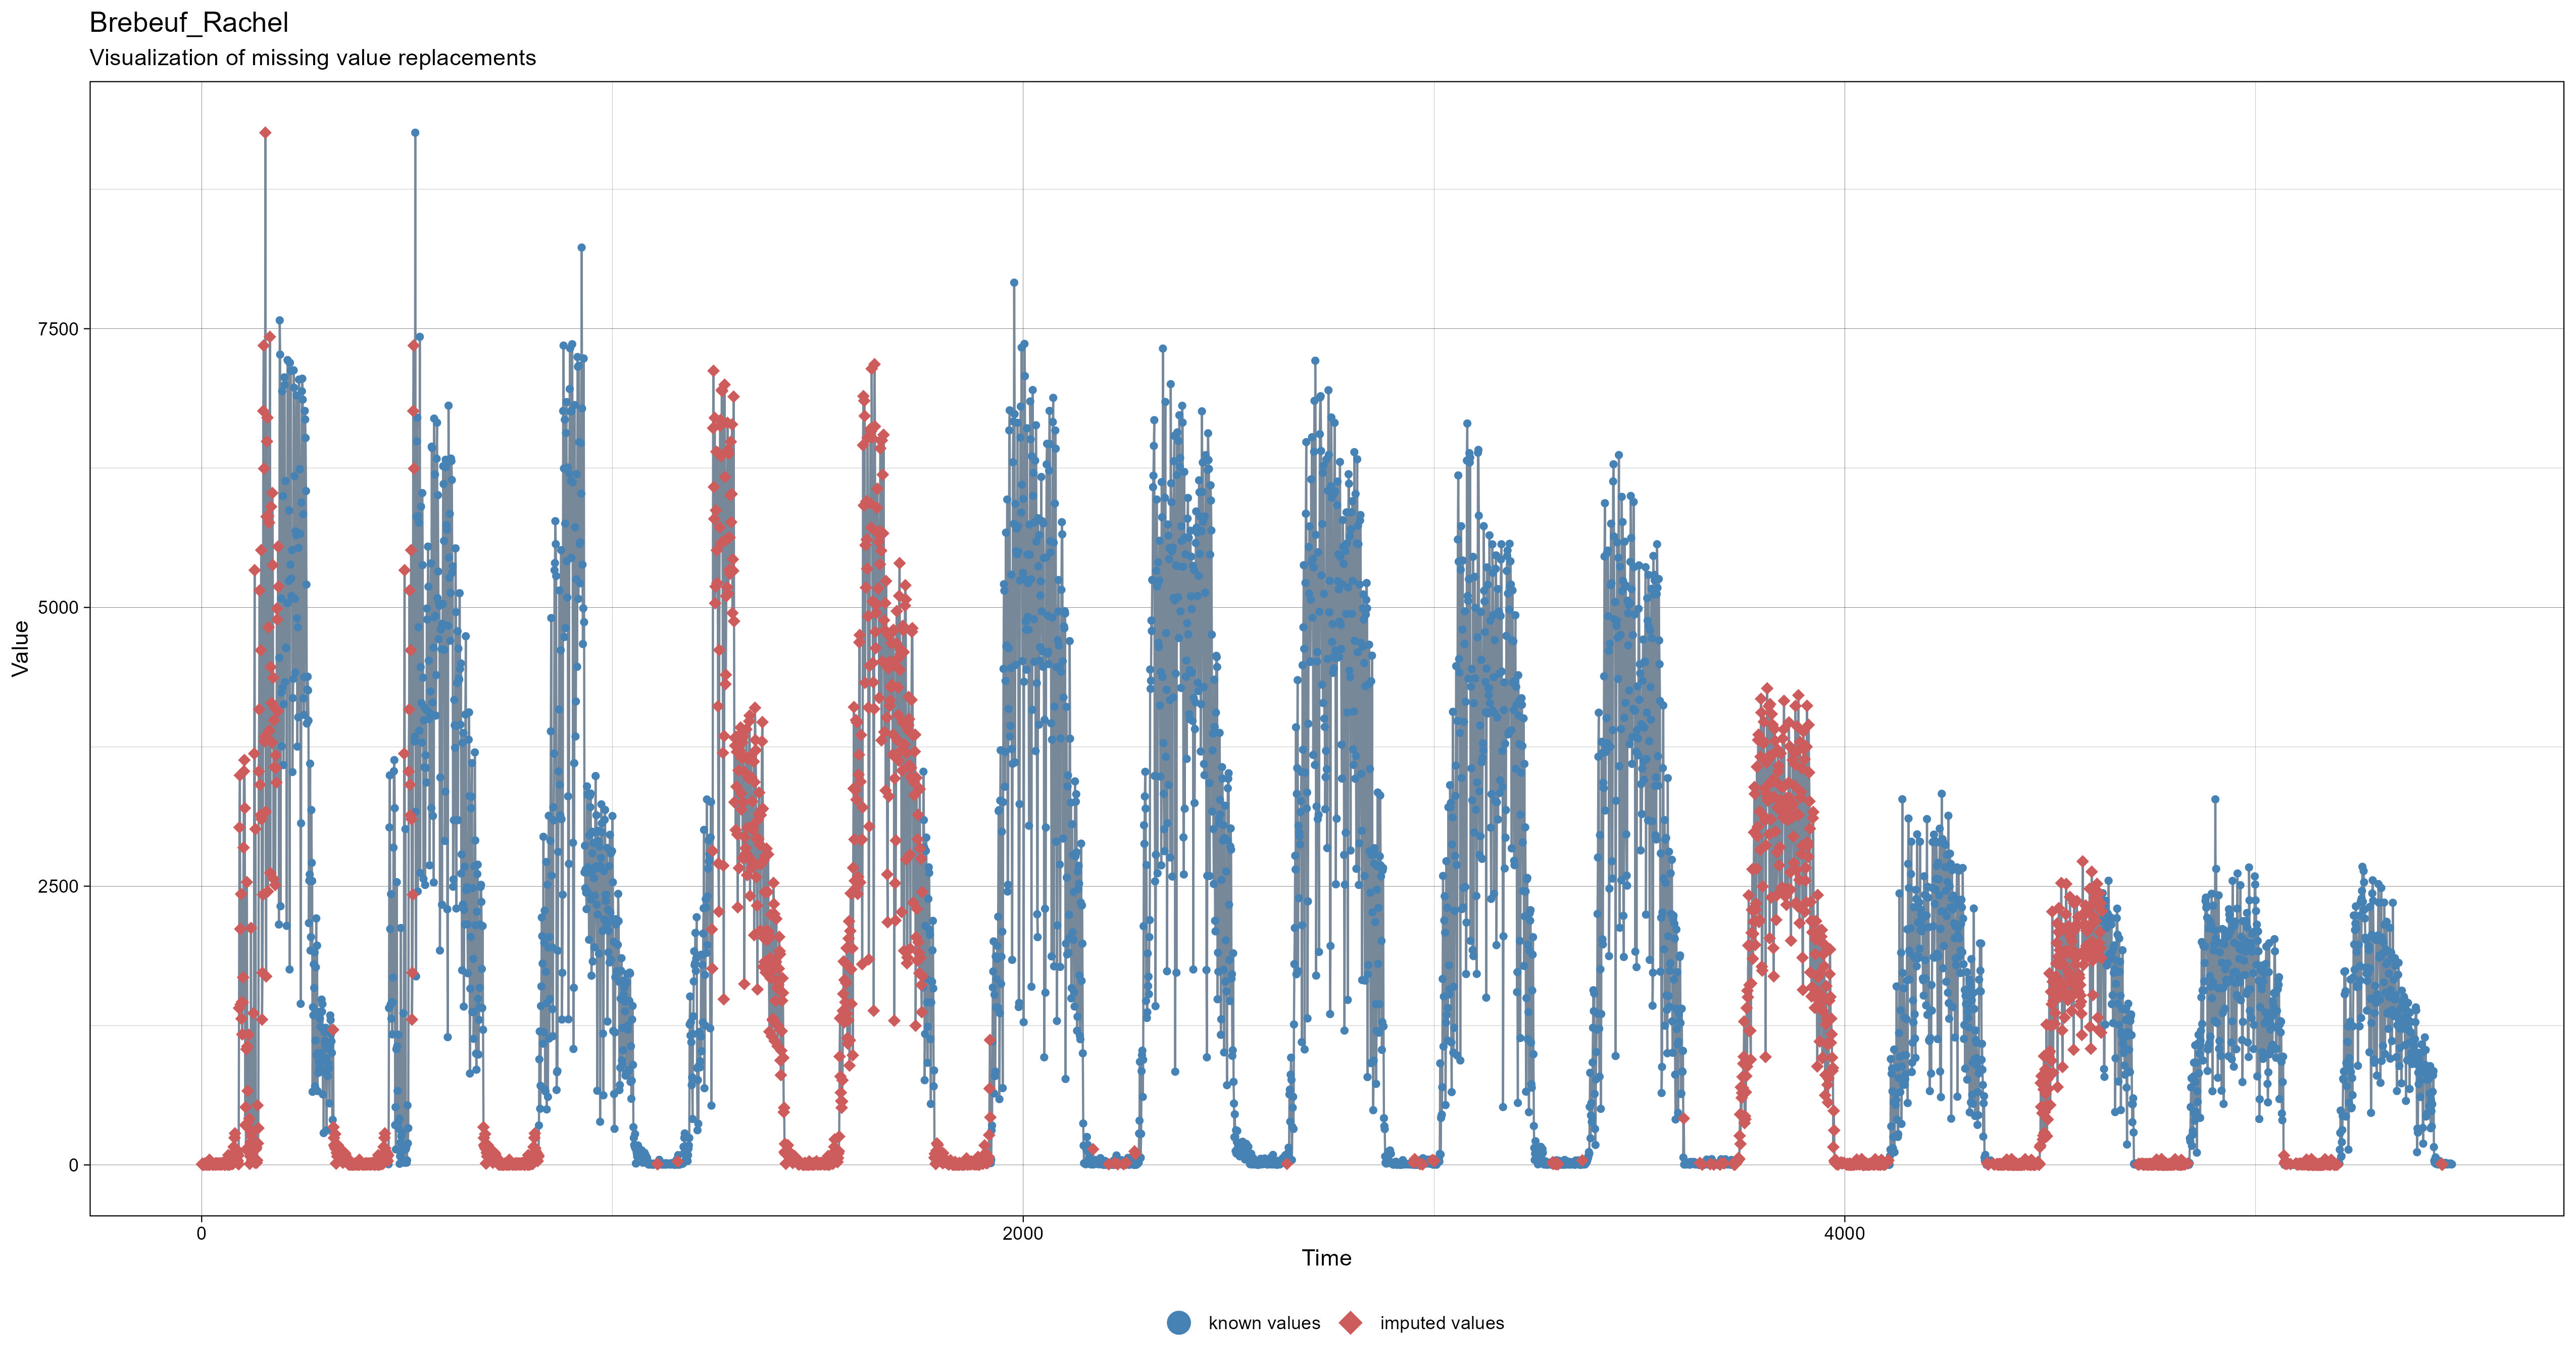 Brebeuf_Rachel
Visualization of missing value replacements
7500
5000
2500
0
Value
0 2000 4000
Time
known values imputed values